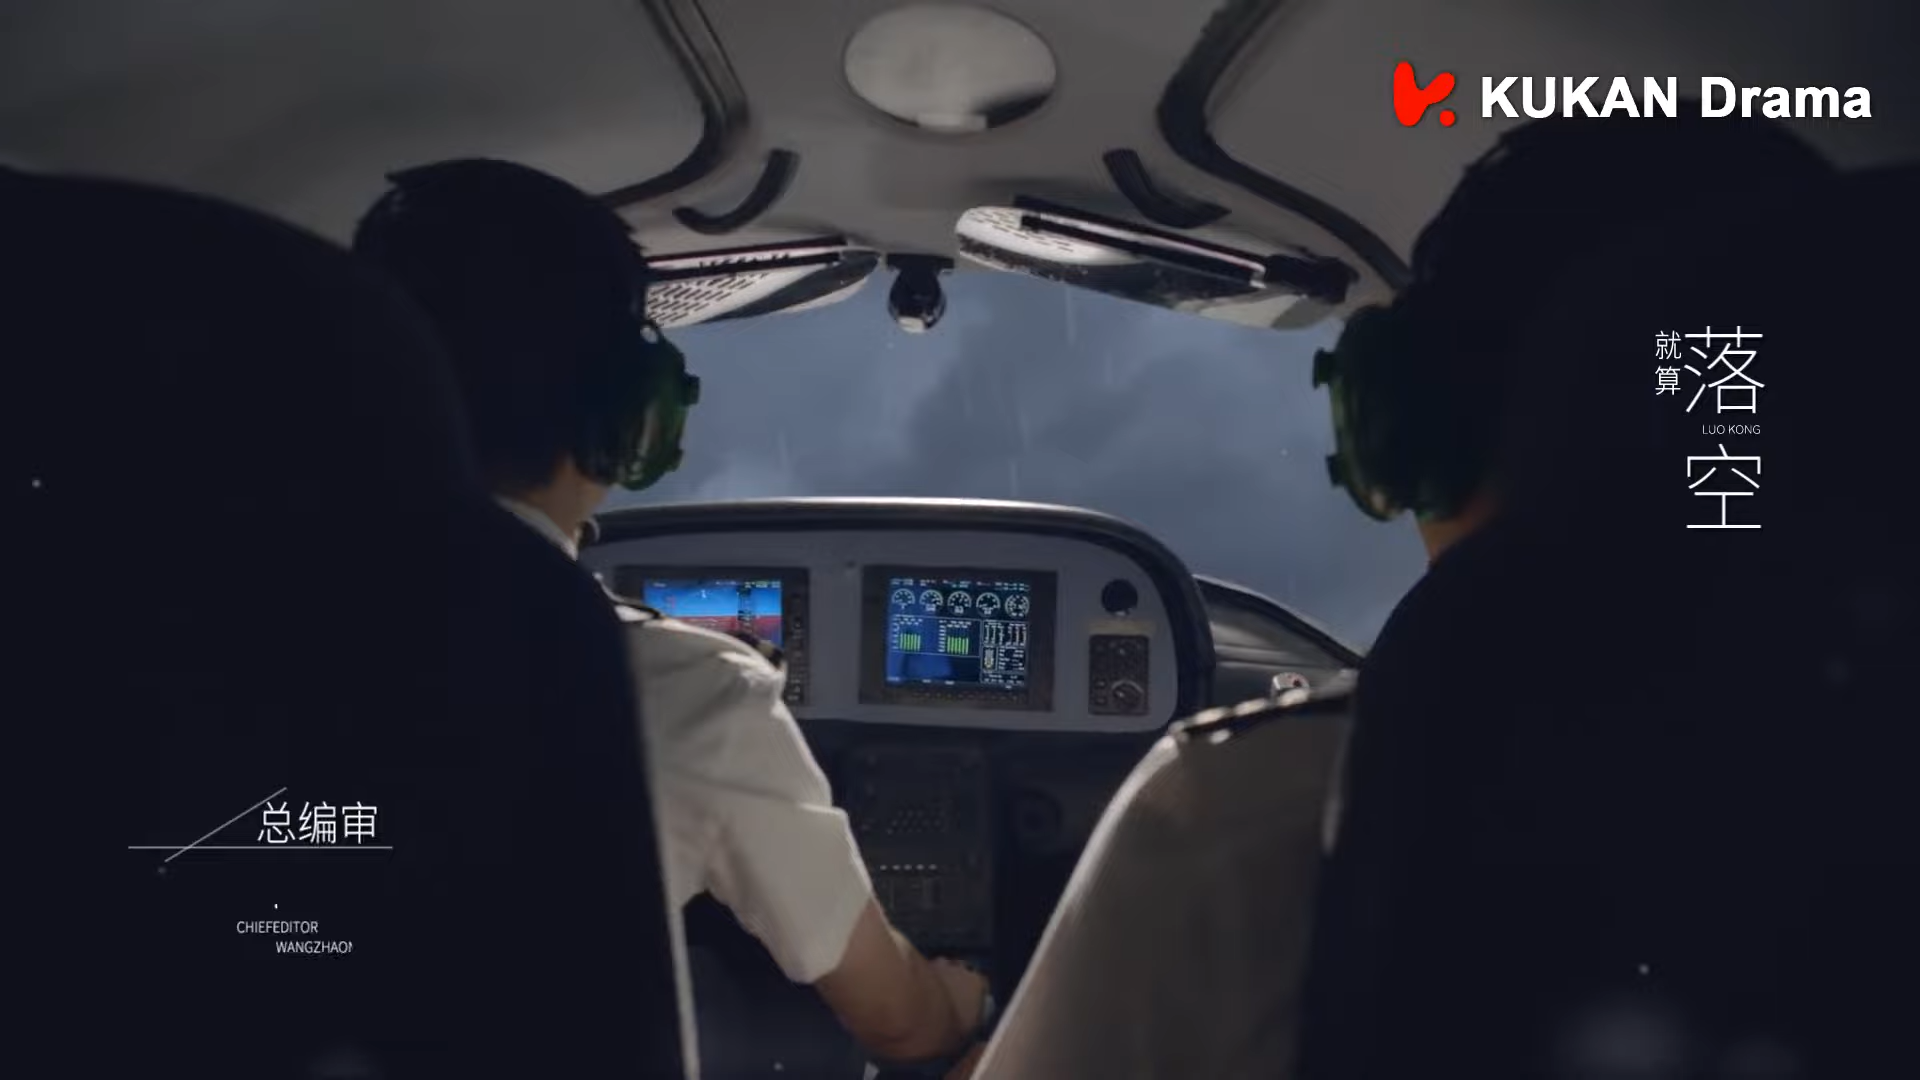 KUKAN Drama
就算
落
LUO KONG
空
总编审
CHIEFEDITOR
WANGZHAO